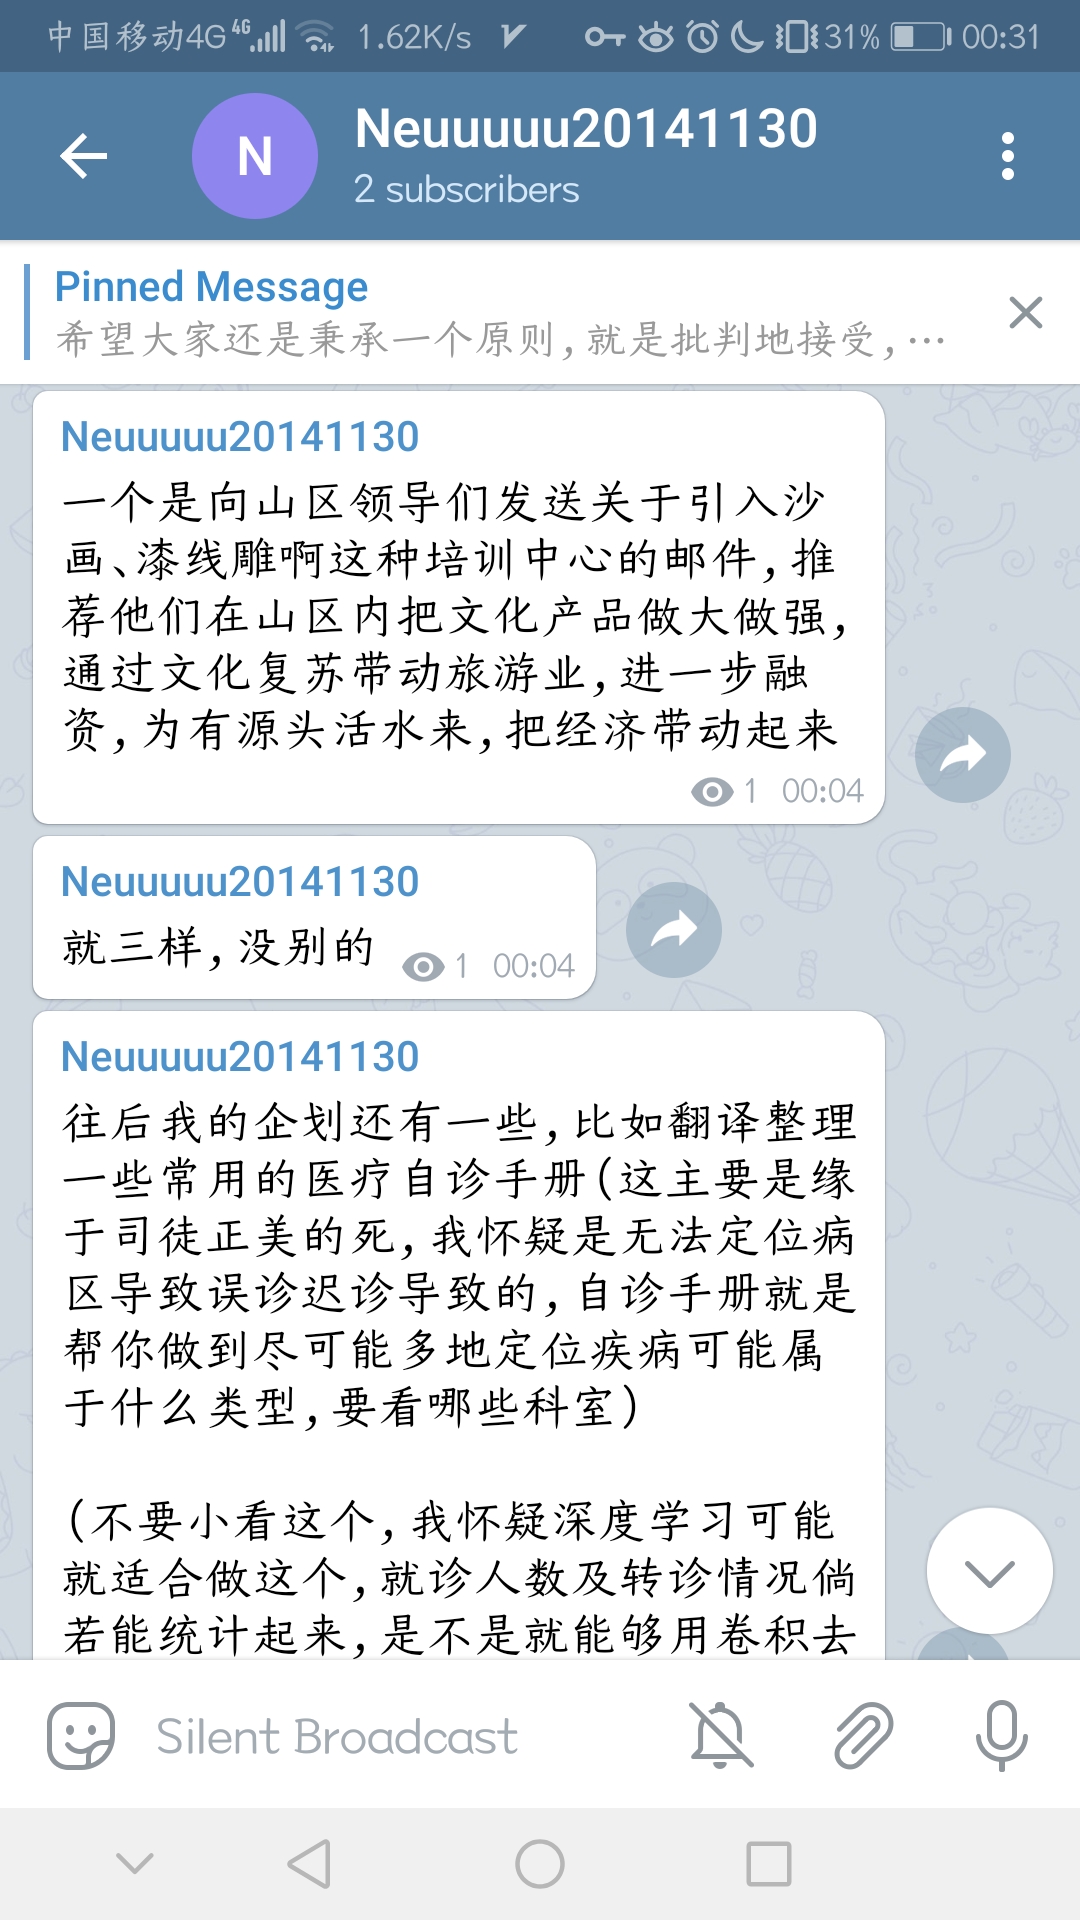 中国移动4G 4G 1.62K/s 31% 00:31
N
Neuuuuu20141130
2 subscribers
Pinned Message
希望大家还是秉承一个原则,就是批判地接受,…
Neuuuuu20141130
一个是向山区领导们发送关于引入沙
画、漆线雕啊这种培训中心的邮件,推
荐他们在山区内把文化产品做大做强,
通过文化复苏带动旅游业,进一步融
资,为有源头活水来,把经济带动起来
1 00:04
Neuuuuu20141130
就三样,没别的
1 00:04
Neuuuuu20141130
往后我的企划还有一些,比如翻译整理
一些常用的医疗自诊手册(这主要是缘
于司徒正美的死,我怀疑是无法定位病
区导致误诊迟诊导致的,自诊手册就是
帮你做到尽可能多地定位疾病可能属
于什么类型,要看哪些科室)
(不要小看这个,我怀疑深度学习可能
就适合做这个,就诊人数及转诊情况倘
若能统计起来,是不是就能够用卷积去
Silent Broadcast